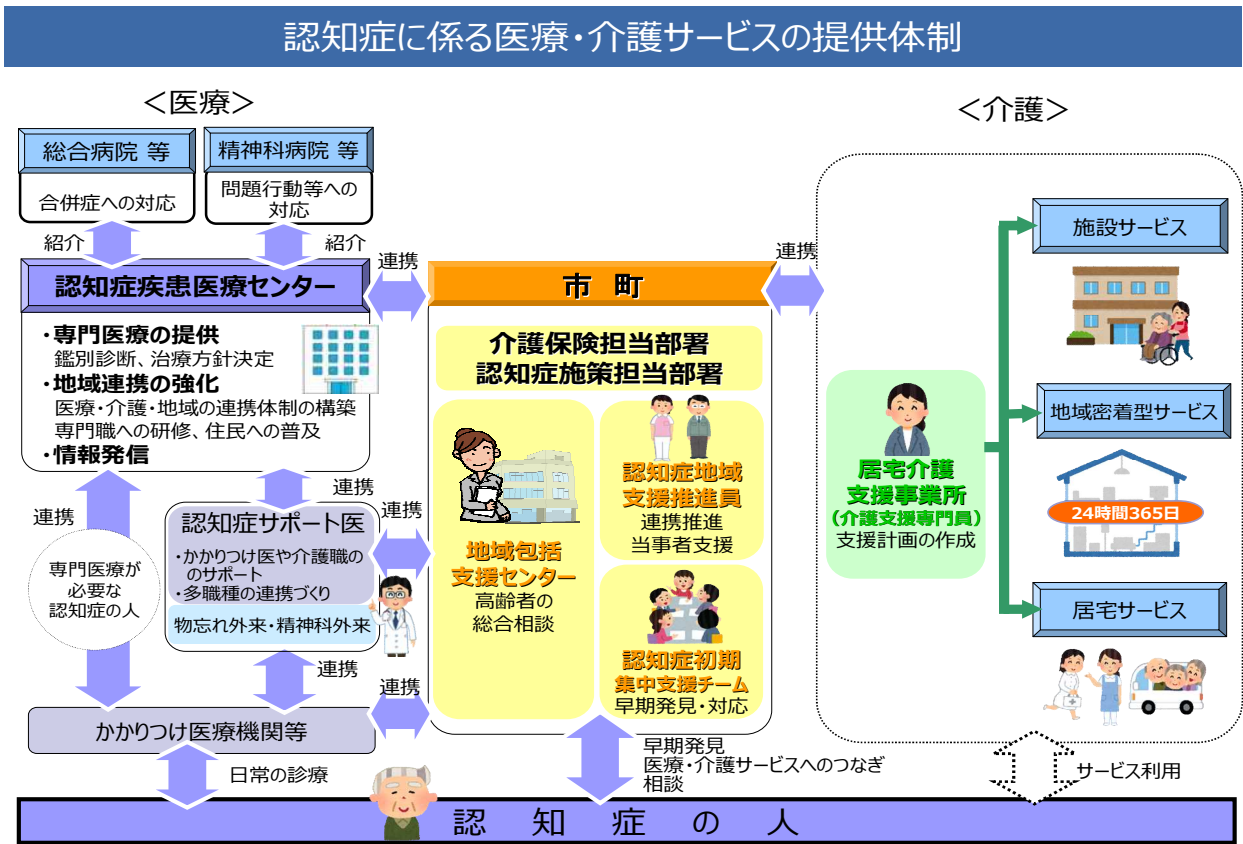 認知症に係る医療・介護サービスの提供体制
＜医療＞
総合病院 等
合併症への対応
精神科病院 等
問題行動等への
対応
紹介
紹介
認知症疾患医療センター
・専門医療の提供
鑑別診断、治療方針決定
・地域連携の強化
医療・介護・地域の連携体制の構築
専門職への研修、住民への普及
・情報発信
連携
連携
専門医療が
必要な
認知症の人
連携
認知症サポート医
・かかりつけ医や介護職の
のサポート
・多職種の連携づくり
物忘れ外来・精神科外来
連携
連携
連携
かかりつけ医療機関等
日常の診療
市 町
介護保険担当部署
認知症施策担当部署
地域包括
支援センター
高齢者の
総合相談
認知症地域
支援推進員
連携推進
当事者支援
認知症初期
集中支援チーム
早期発見・対応
早期発見
医療・介護サービスへのつなぎ
相談
連携
＜介護＞
居宅介護
支援事業所
（介護支援専門員）
支援計画の作成
施設サービス
地域密着型サービス
24時間365日
居宅サービス
サービス利用
認 知 症 の 人